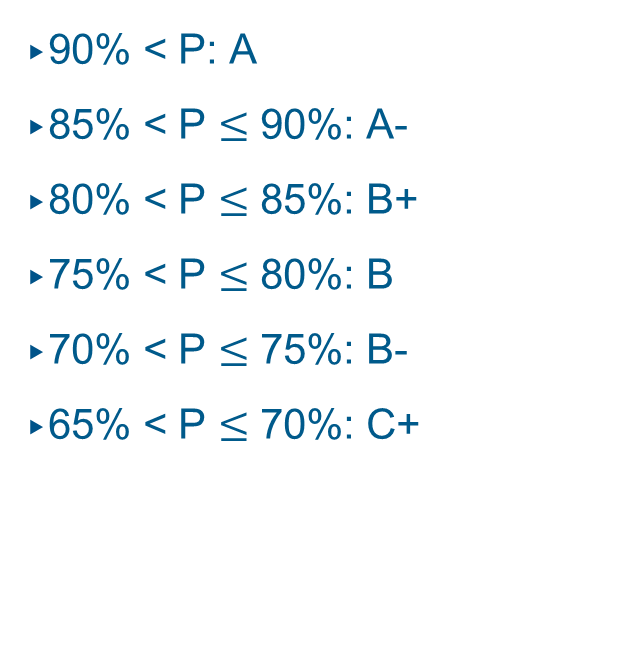 ▸90% < P: A
▸85% < P ≤ 90%: A-
▸80% < P ≤ 85%: B+
▸75% < P ≤ 80%: B
▸70% < P ≤ 75%: B-
▸65% < P ≤ 70%: C+